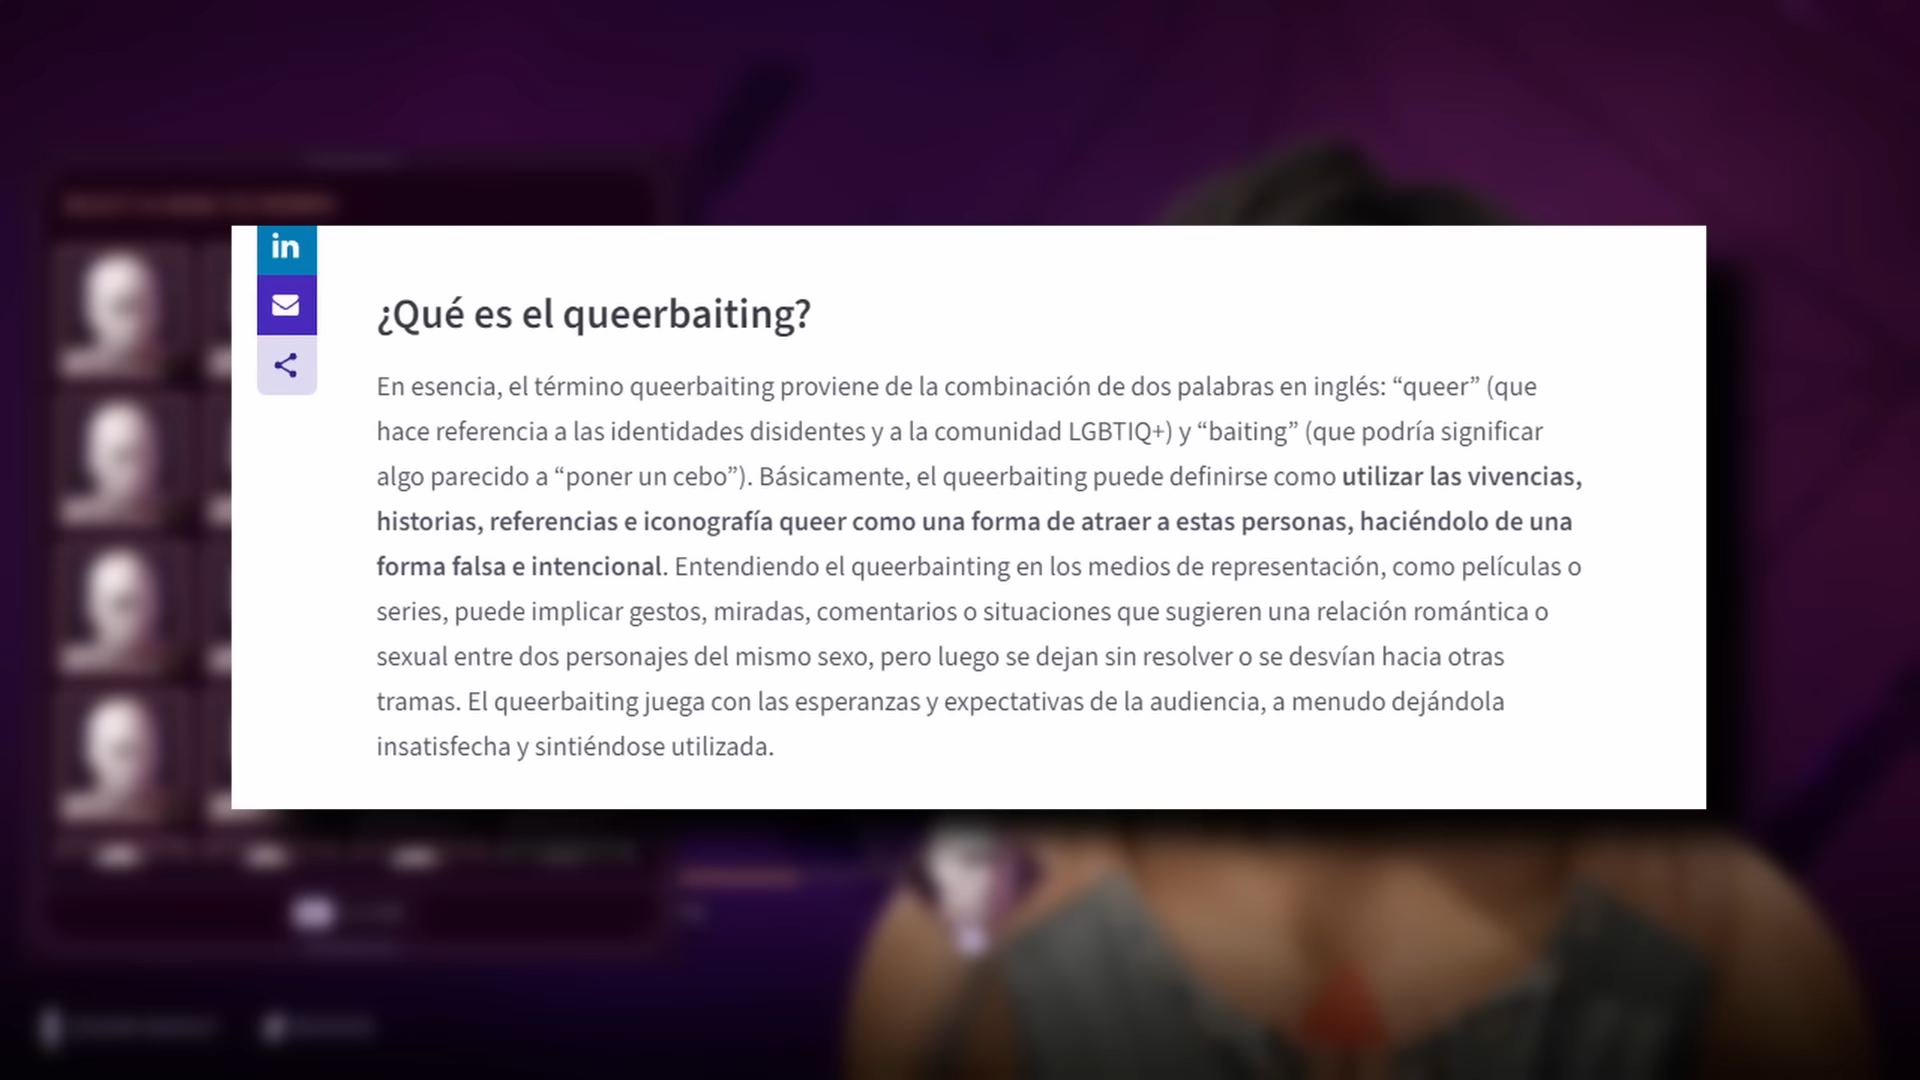 in
¿Qué es el queerbaiting?
En esencia, el término queerbaiting proviene de la combinación de dos palabras en inglés: “queer” (que
hace referencia a las identidades disidentes y a la comunidad LGBTIQ+) y “baiting” (que podría significar
algo parecido a “poner un cebo”). Básicamente, el queerbaiting puede definirse como utilizar las vivencias,
historias, referencias e iconografía queer como una forma de atraer a estas personas, haciéndolo de una
forma falsa e intencional. Entendiendo el queerbainting en los medios de representación, como películas o
series, puede implicar gestos, miradas, comentarios o situaciones que sugieren una relación romántica o
sexual entre dos personajes del mismo sexo, pero luego se dejan sin resolver o se desvían hacia otras
tramas. El queerbaiting juega con las esperanzas y expectativas de la audiencia, a menudo dejándola
insatisfecha y sintiéndose utilizada.